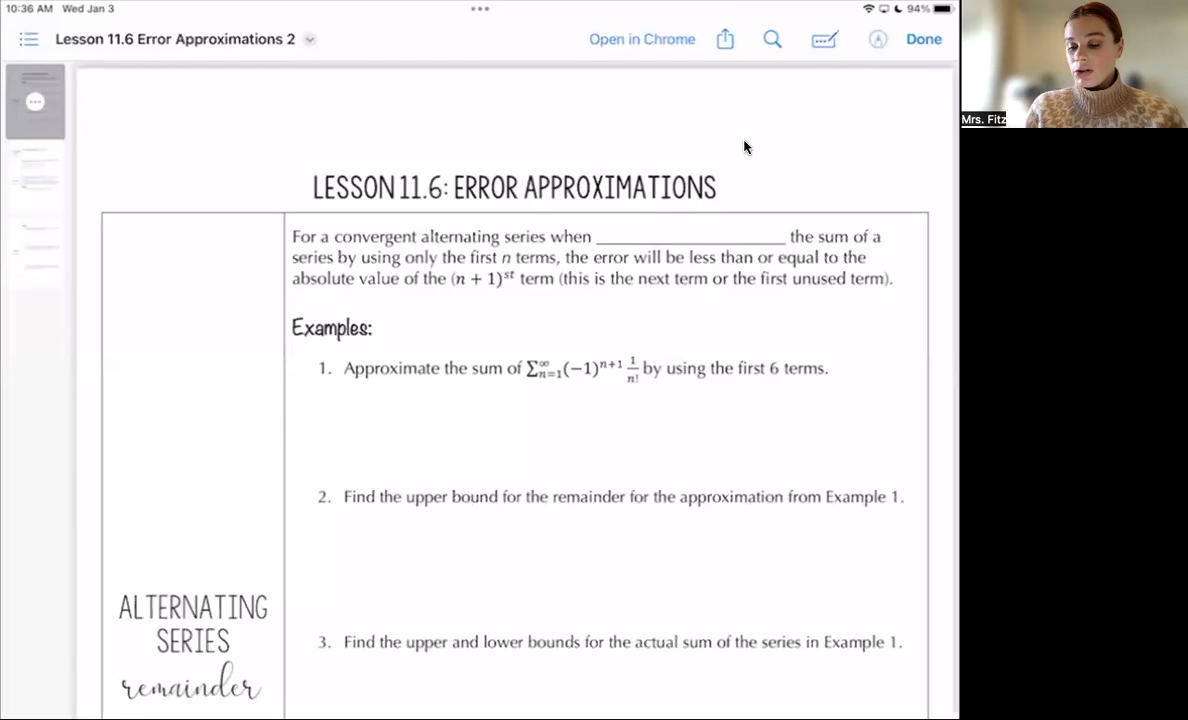 10:36 AM Wed Jan 3
94%
Lesson 11.6 Error Approximations 2
Open in Chrome
Done
Mrs. Fitz
LESSON 11.6: ERROR APPROXIMATIONS
For a convergent alternating series when ____________________ the sum of a
series by using only the first n terms, the error will be less than or equal to the
absolute value of the (n + 1)^st term (this is the next term or the first unused term).
Examples:
1. Approximate the sum of ∑_{n=1}^{∞}(−1)^{n+1} 1/n! by using the first 6 terms.
2. Find the upper bound for the remainder for the approximation from Example 1.
ALTERNATING
SERIES
remainder
3. Find the upper and lower bounds for the actual sum of the series in Example 1.